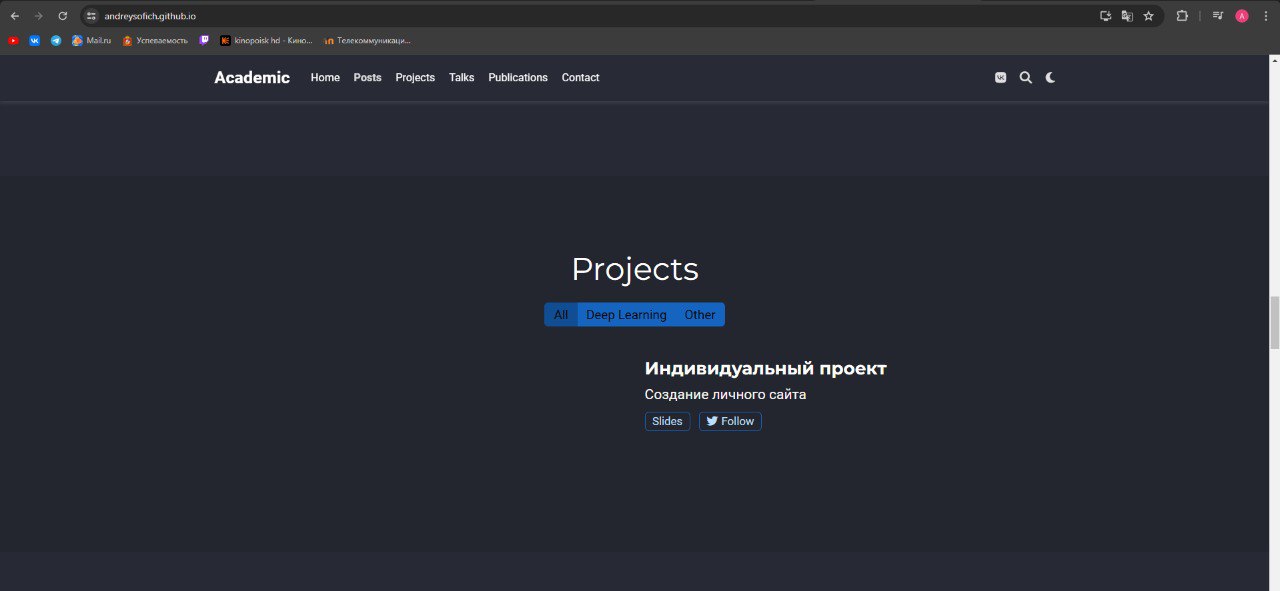 andreysofich.github.io
A
Mail.ru
Успеваемость
kinopoisk hd - Кино...
Телекоммуникаци...
Academic
Home
Posts
Projects
Talks
Publications
Contact
Projects
All
Deep Learning
Other
Индивидуальный проект
Создание личного сайта
Slides
Follow